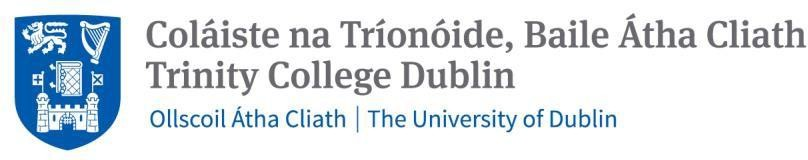 Coláiste na Tríonóide, Baile Átha Cliath
Trinity College Dublin
Ollscoil Átha Cliath | The University of Dublin